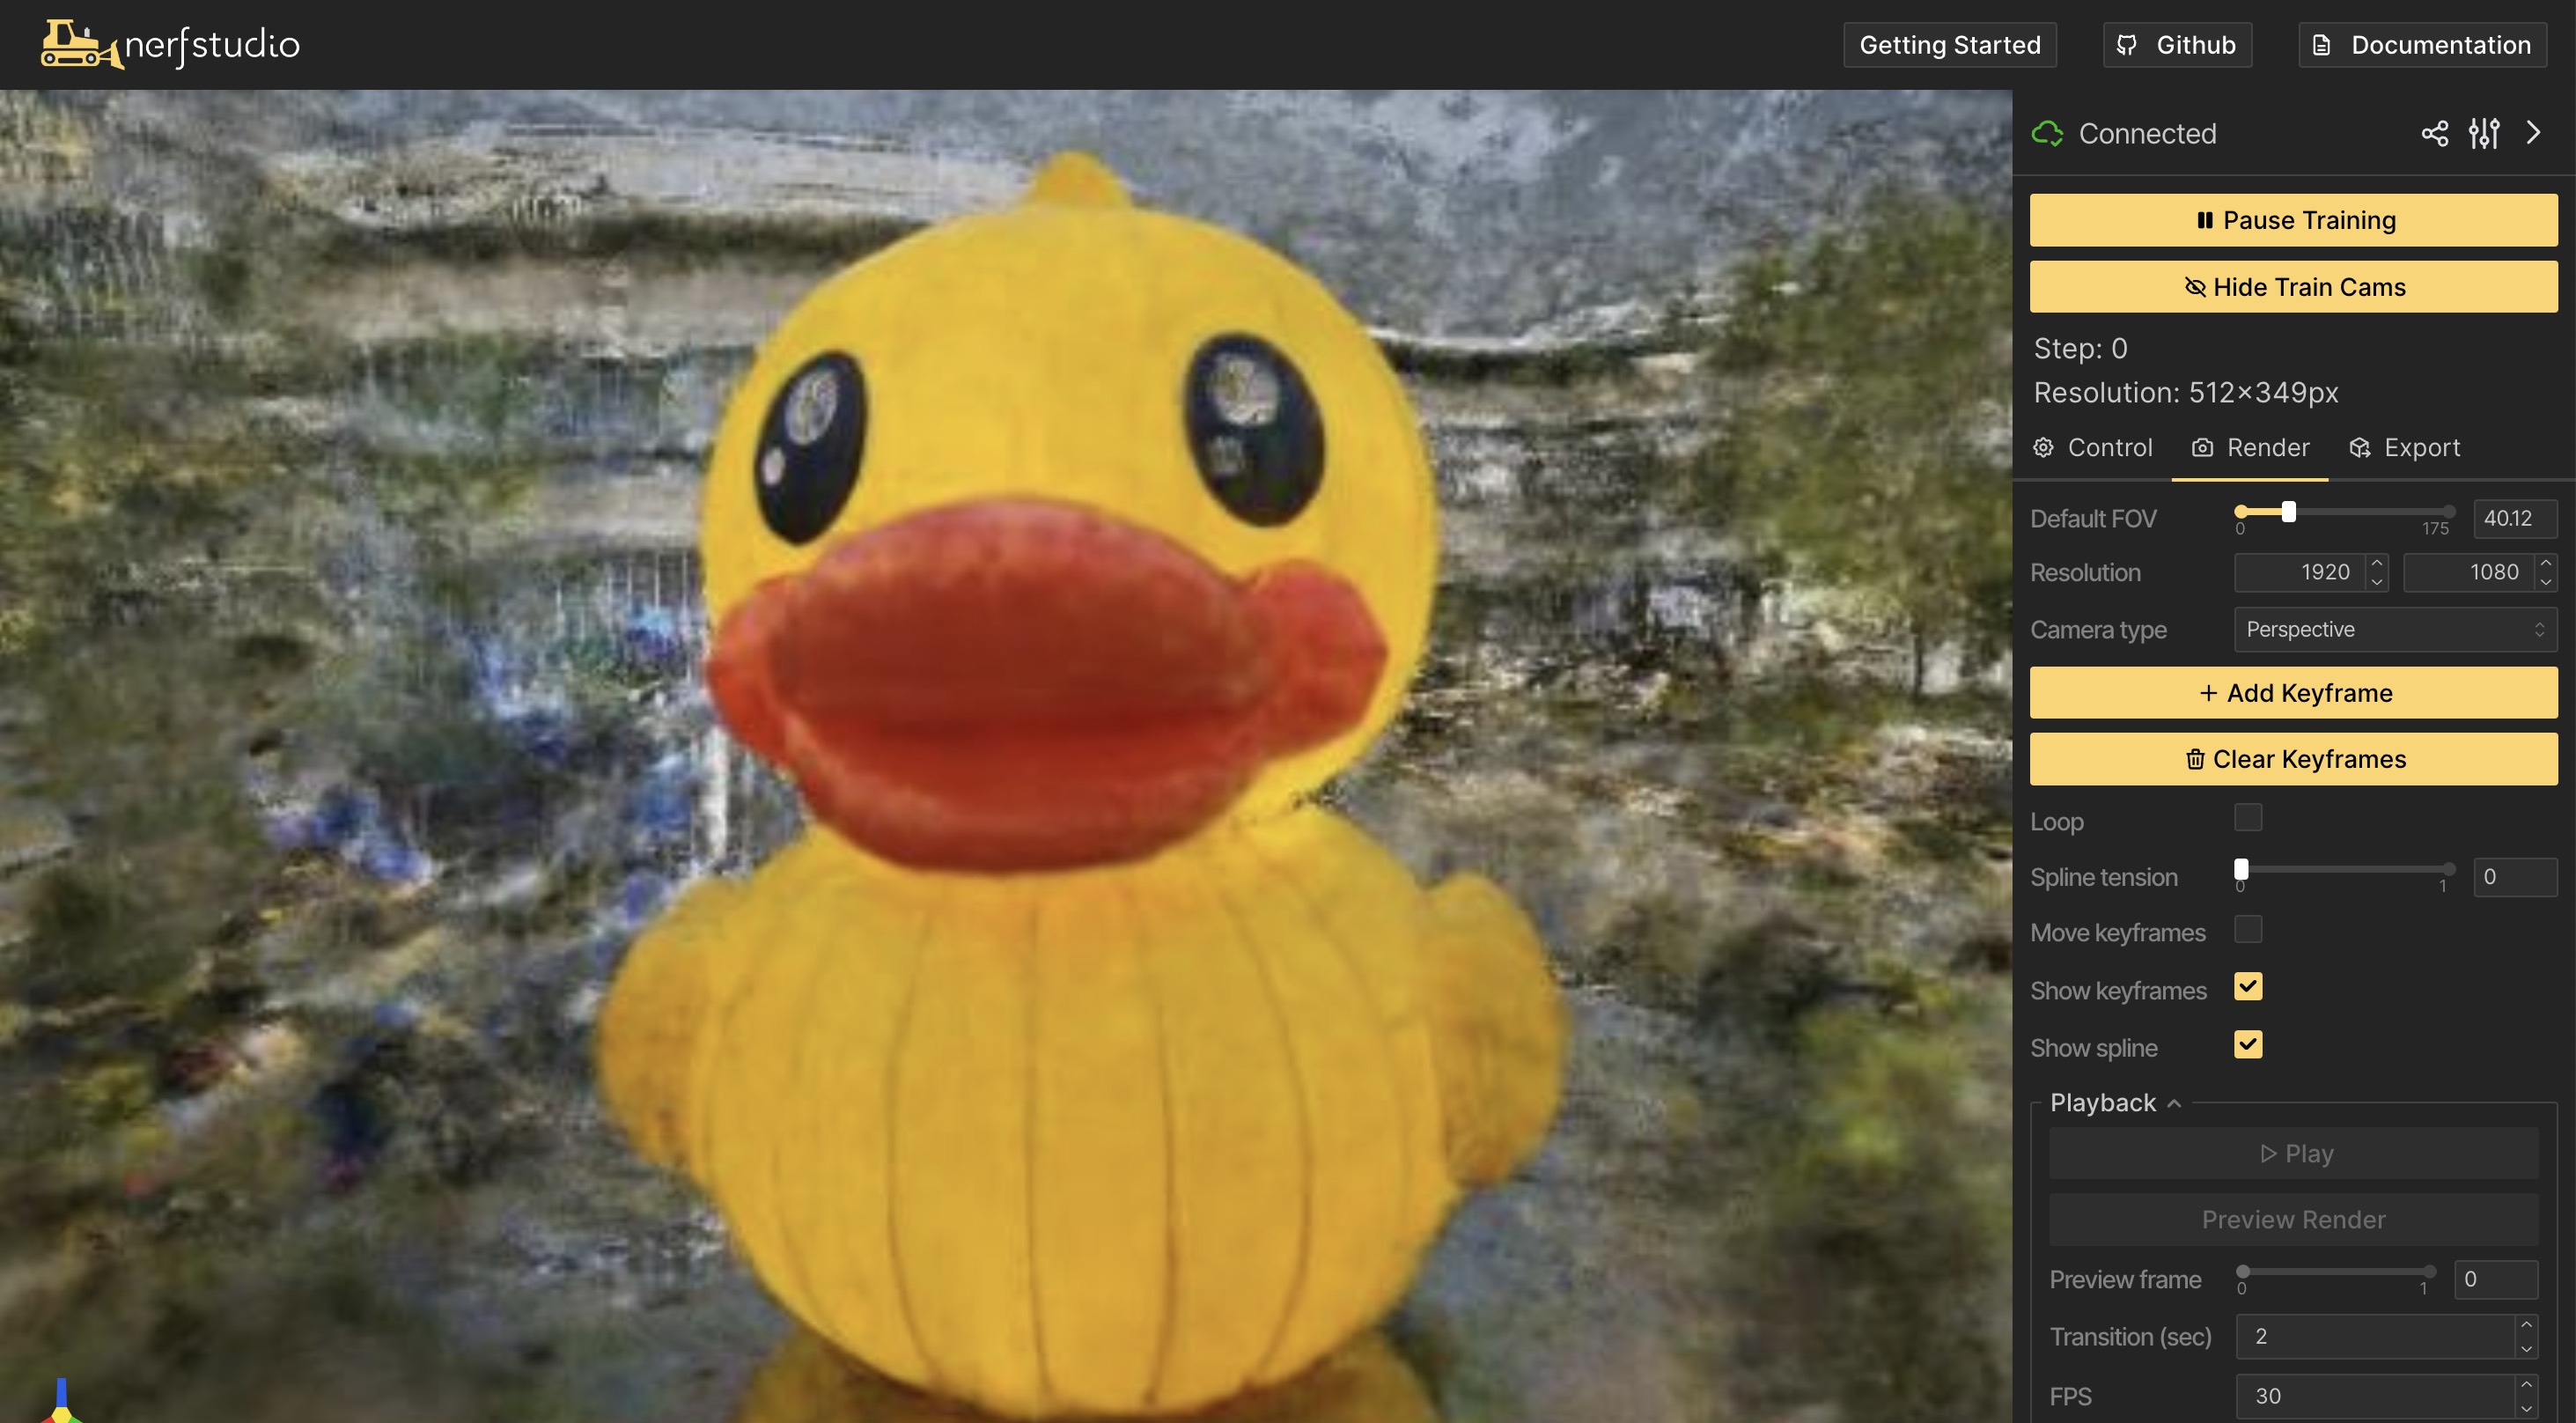 nerfstudio
Getting Started
Github
Documentation
Connected
Pause Training
Hide Train Cams
Step: 0
Resolution: 512×349px
Control
Render
Export
Default FOV
0
175
40.12
Resolution
1920
1080
Camera type
Perspective
+ Add Keyframe
Clear Keyframes
Loop
Spline tension
0
1
0
Move keyframes
Show keyframes
Show spline
Playback
Play
Preview Render
Preview frame
0
1
0
Transition (sec)
2
FPS
30